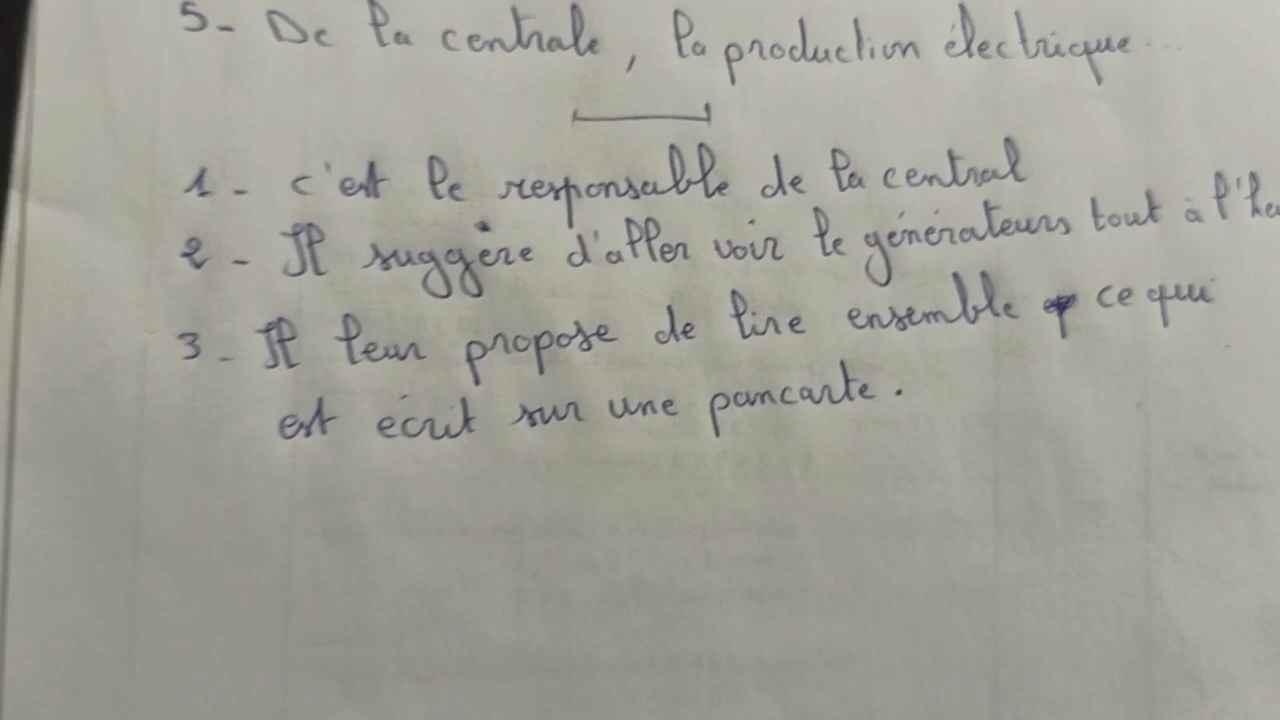 5- De la centrale, la production électrique...
1- c'est le responsable de la central
2- Il suggère d'aller voir le générateurs tout à
3- Il leur propose de lire ensemble ce qui
est écrit sur une pancarte.